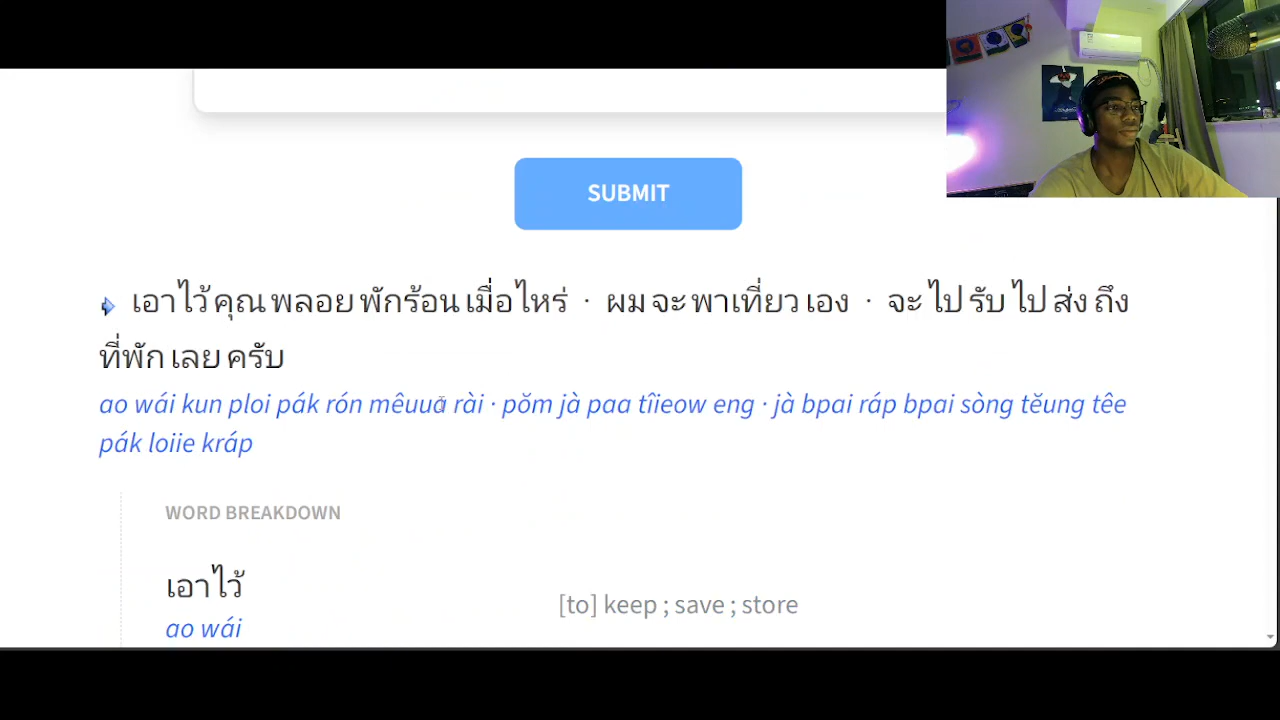 SUBMIT
เอาไว้ คุณ พลอย พักร้อน เมื่อ ไหร่ · ผม จะ พาเที่ยว เอง · จะ ไป รับ ไป ส่ง ถึง
ที่พัก เลย ครับ
ao wái kun ploi pák rón mêuua rài · pŏm jà paa tîieow eng · jà bpai ráp bpai sòng tĕung têe
pák loiie kráp
WORD BREAKDOWN
เอาไว้
[to] keep ; save ; store
ao wái